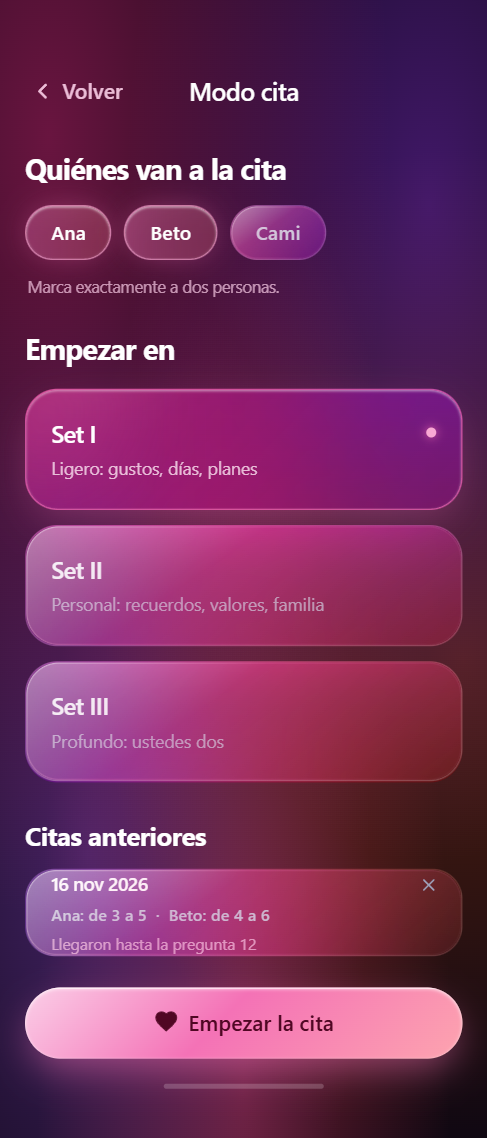 Volver
Modo cita
Quiénes van a la cita
Ana
Beto
Cami
Marca exactamente a dos personas.
Empezar en
Set I
Ligero: gustos, días, planes
Set II
Personal: recuerdos, valores, familia
Set III
Profundo: ustedes dos
Citas anteriores
16 nov 2026
Ana: de 3 a 5 · Beto: de 4 a 6
Llegaron hasta la pregunta 12
Empezar la cita